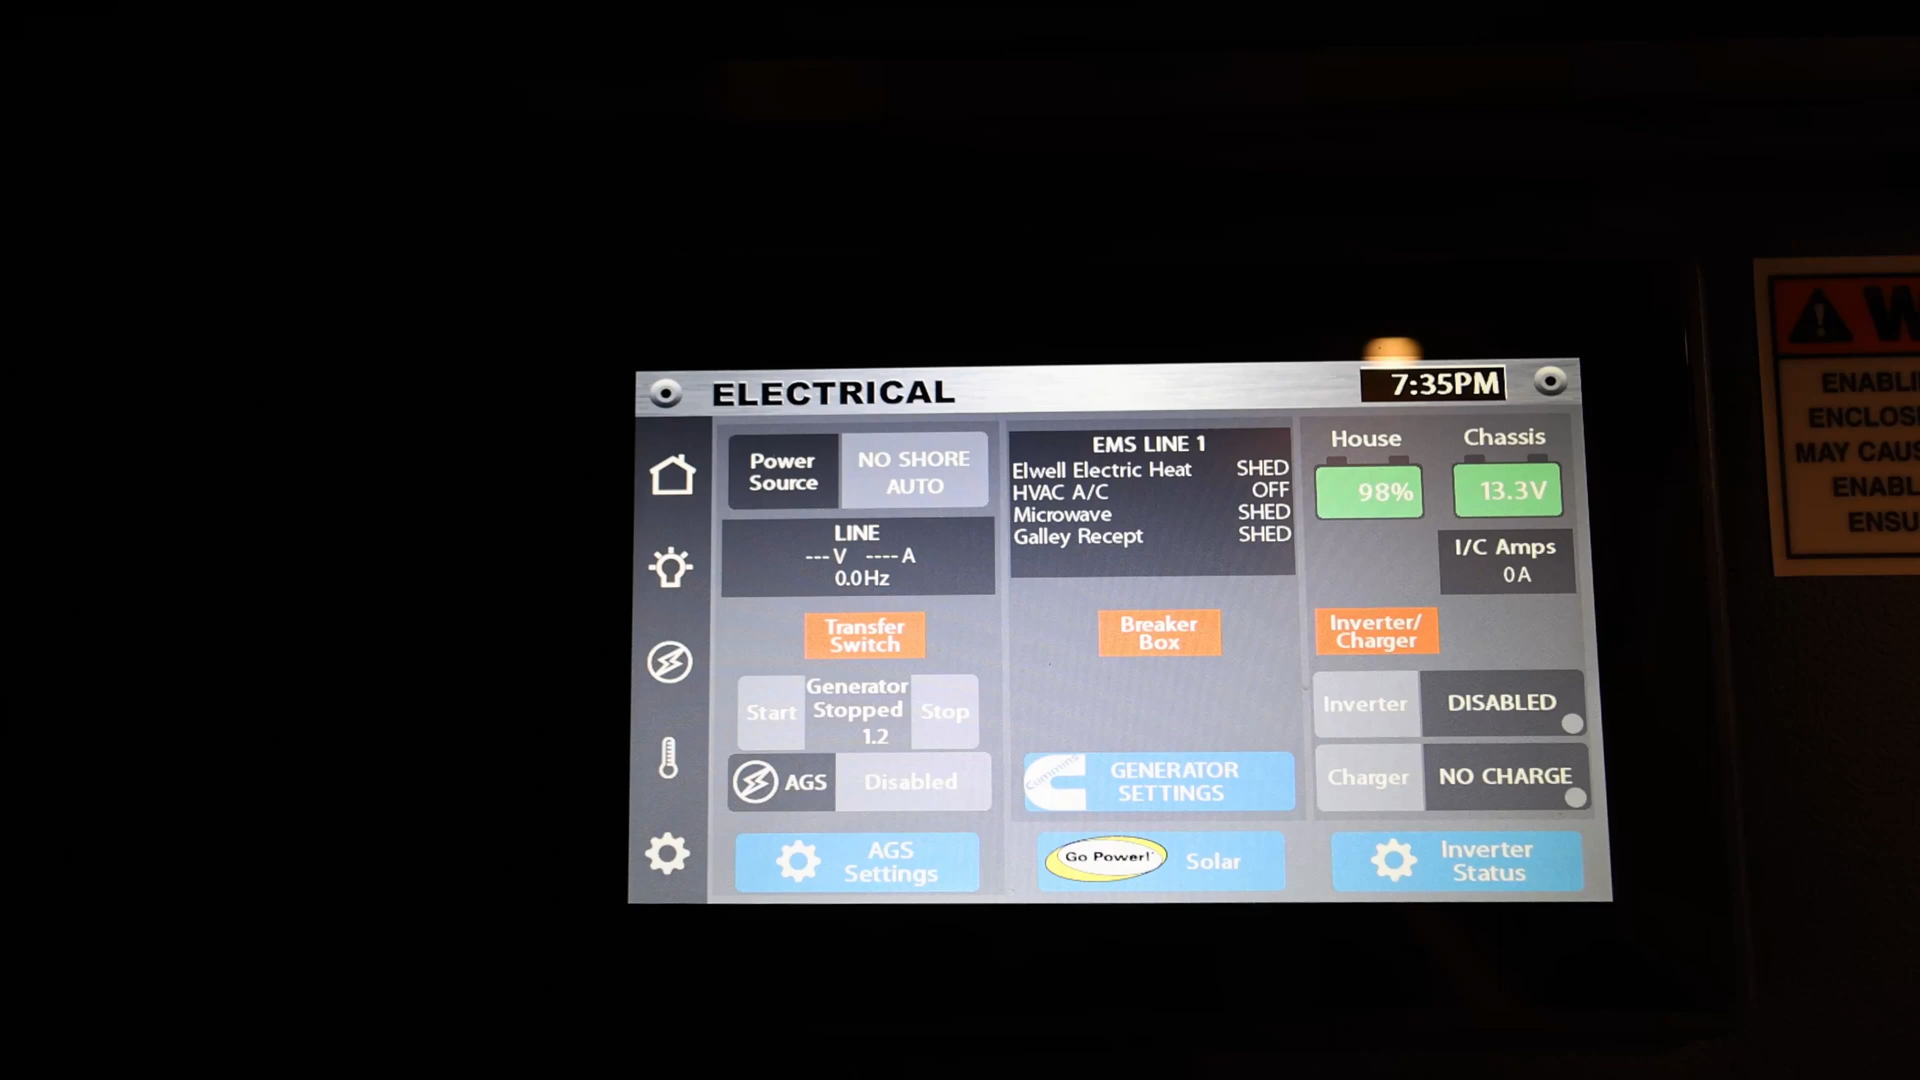 ELECTRICAL
7:35PM
Power
Source
NO SHORE
AUTO
LINE
---V ----A
0.0Hz
Transfer
Switch
Start
Generator
Stopped
1.2
Stop
AGS
Disabled
AGS
Settings
EMS LINE 1
Elwell Electric Heat SHED
HVAC A/C OFF
Microwave SHED
Galley Recept SHED
Breaker
Box
Cummins
GENERATOR
SETTINGS
Go Power!
Solar
House
98%
Chassis
13.3V
I/C Amps
0A
Inverter/
Charger
Inverter
DISABLED
Charger
NO CHARGE
Inverter
Status
ENCLOS
MAY CAUS
ENABL
ENSU